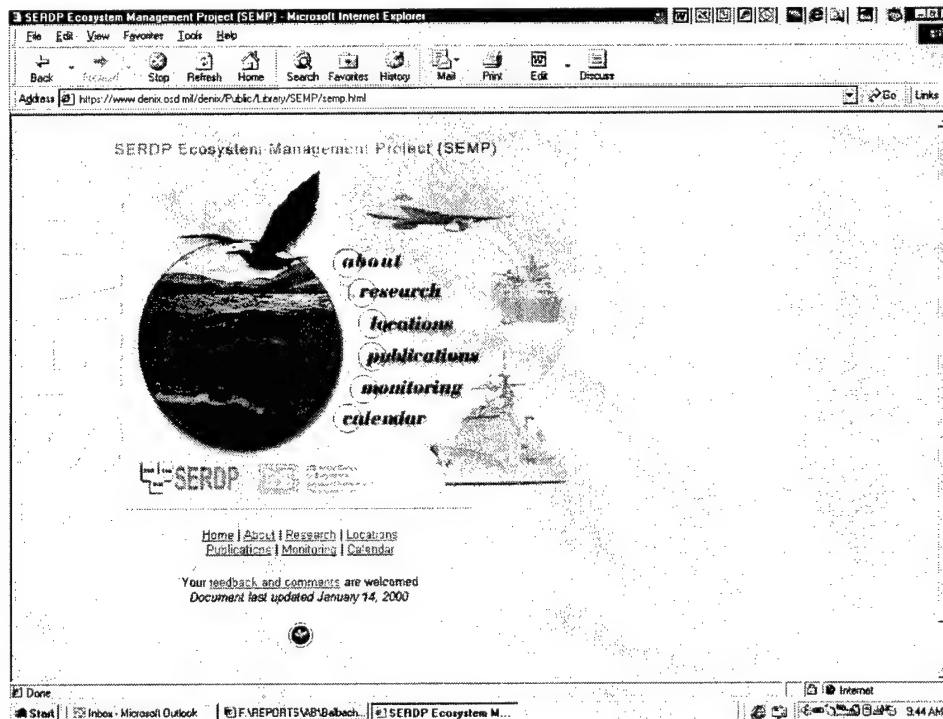 SERDP Ecosystem Management Project (SEMP) - Microsoft Internet Explorer
File Edit View Favorites Tools Help
Back Forward Stop Refresh Home Search Favorites History Mail Print Edit Discuss
Address https://www.denix.osd.mil/denix/Public/Library/SEMP/semp.html Go Links
SERDP Ecosystem Management Project (SEMP)
about
research
locations
publications
monitoring
calendar
SERDP
Home | About | Research | Locations
Publications | Monitoring | Calendar
Your feedback and comments are welcomed
Document last updated January 14, 2000
Done Internet
Start Inbox - Microsoft Outlook F:\REPORTS\AB\Balbach... SERDP Ecosystem M... 9:44 AM